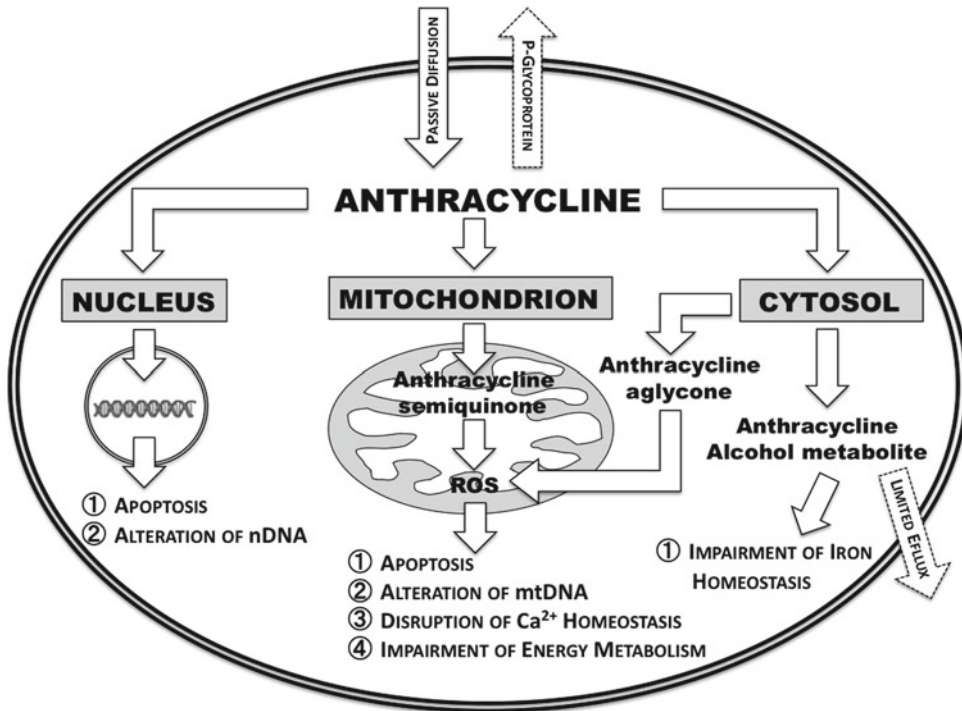 PASSIVE DIFFUSION
P-GLYCOPROTEIN
ANTHRACYCLINE
NUCLEUS
MITOCHONDRION
CYTOSOL
Anthracycline
semiquinone
ROS
Anthracycline
aglycone
Anthracycline
Alcohol metabolite
① APOPTOSIS
② ALTERATION OF nDNA
① APOPTOSIS
② ALTERATION OF mtDNA
③ DISRUPTION OF Ca²⁺ HOMEOSTASIS
④ IMPAIRMENT OF ENERGY METABOLISM
① IMPAIRMENT OF IRON
HOMEOSTASIS
LIMITED EFLUX